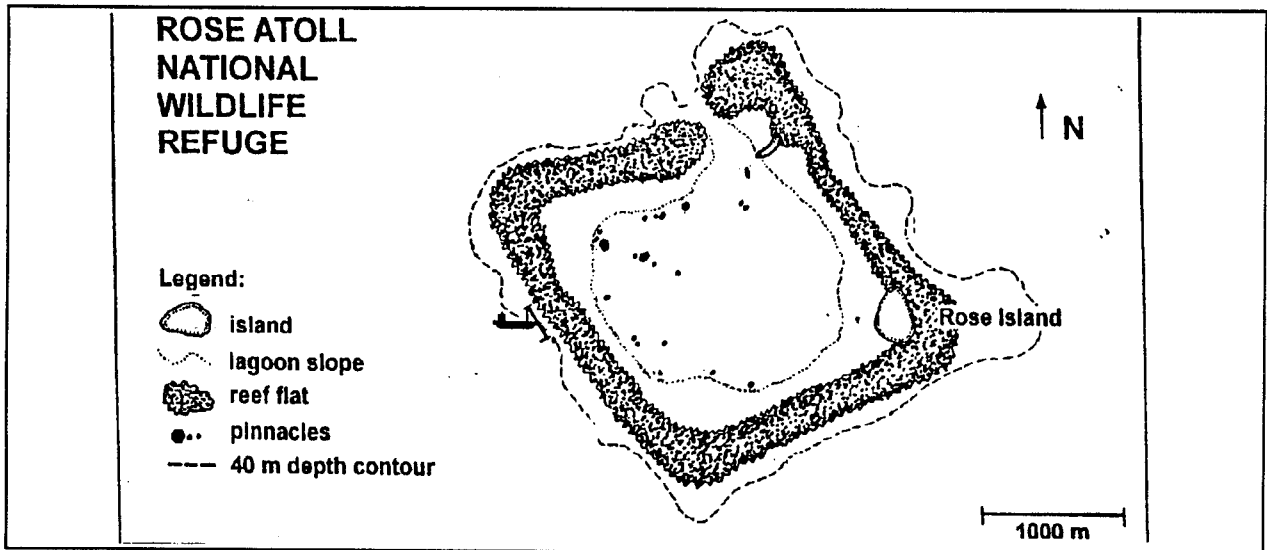 ROSE ATOLL
NATIONAL
WILDLIFE
REFUGE
N
Legend:
island
lagoon slope
reef flat
pinnacles
40 m depth contour
Rose Island
1000 m